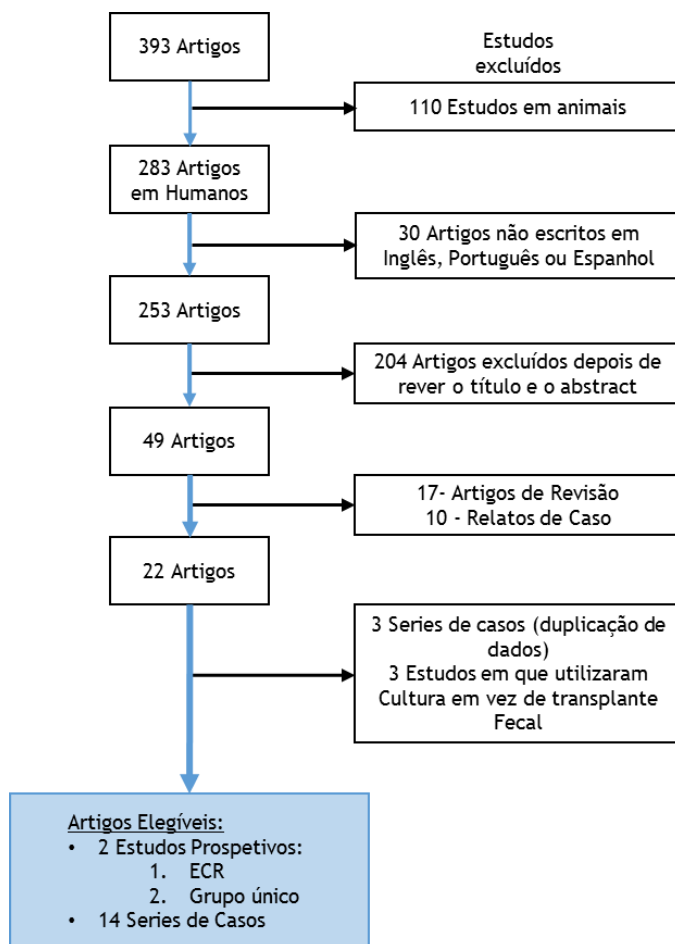 393 Artigos
Estudos
excluídos
110 Estudos em animais
283 Artigos
em Humanos
30 Artigos não escritos em
Inglês, Português ou Espanhol
253 Artigos
204 Artigos excluídos depois de
rever o título e o abstract
49 Artigos
17- Artigos de Revisão
10 - Relatos de Caso
22 Artigos
3 Series de casos (duplicação de
dados)
3 Estudos em que utilizaram
Cultura em vez de transplante
Fecal
Artigos Elegíveis:
• 2 Estudos Prospetivos:
1. ECR
2. Grupo único
• 14 Series de Casos